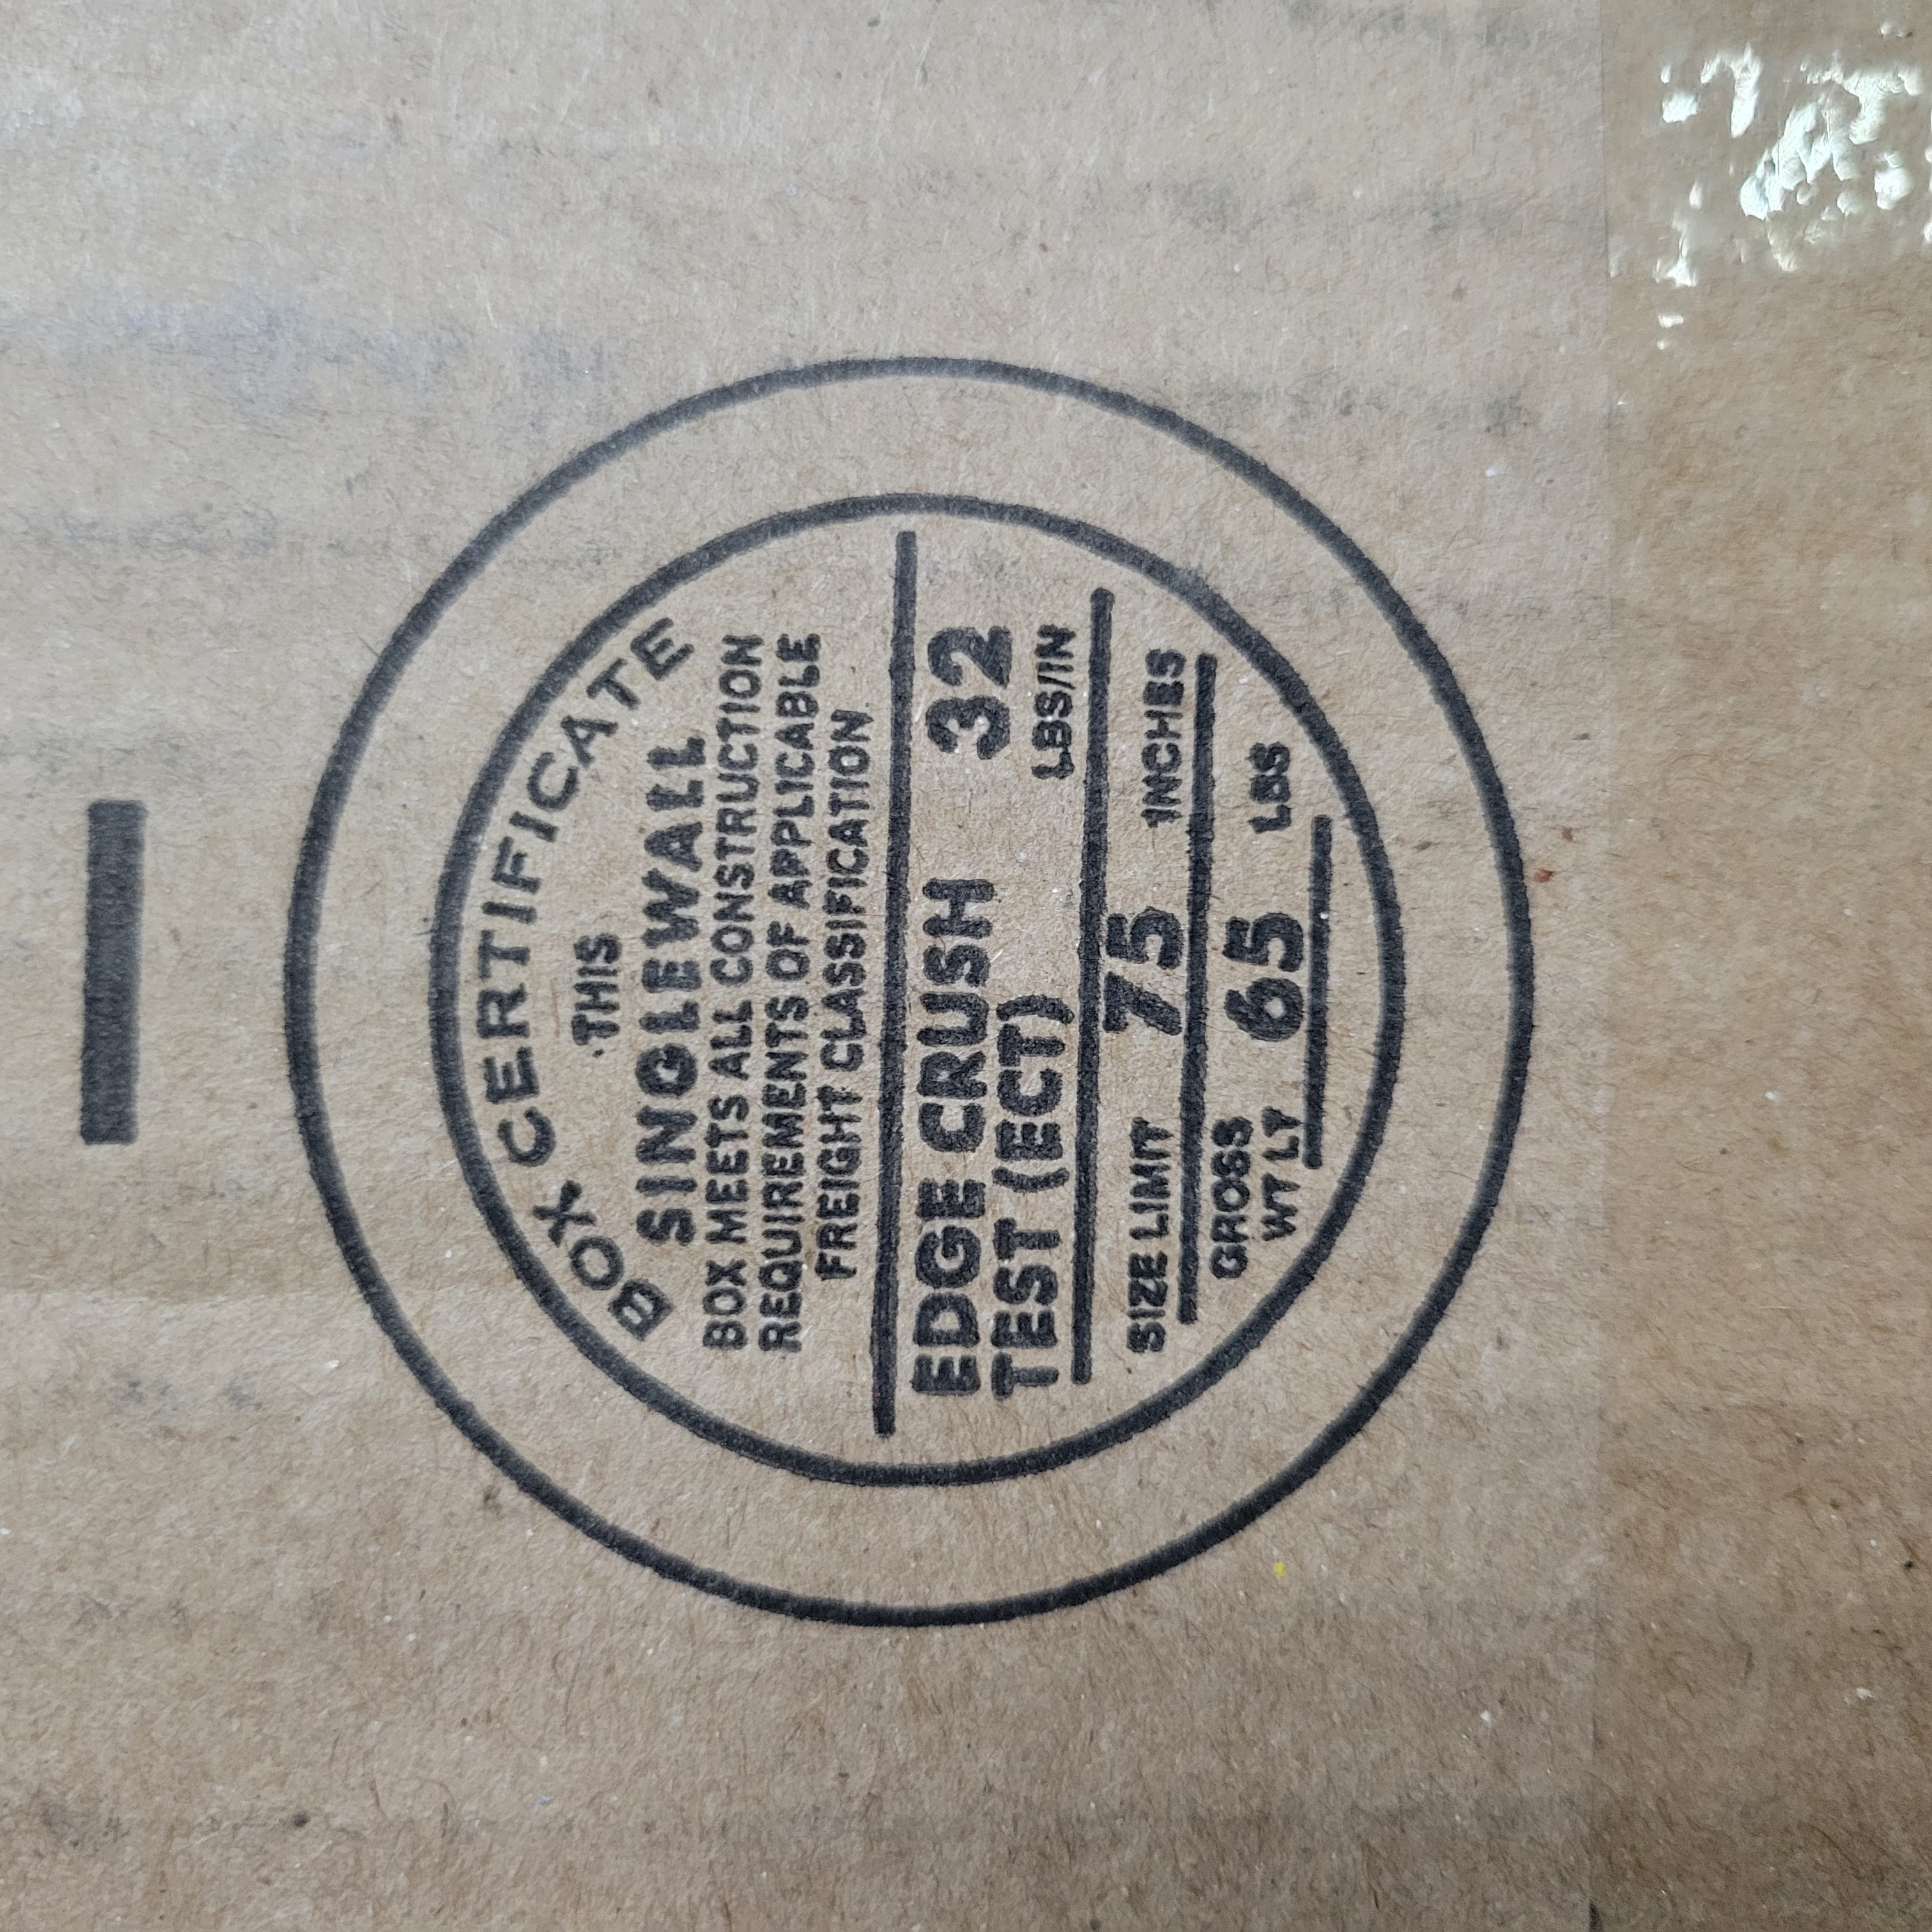 BOX CERTIFICATE
THIS
SINGLEWALL
BOX MEETS ALL CONSTRUCTION
REQUIREMENTS OF APPLICABLE
FREIGHT CLASSIFICATION
EDGE CRUSH 32
TEST (ECT) LBS/IN
SIZE LIMIT 75 INCHES
GROSS
WT LT 65 LBS